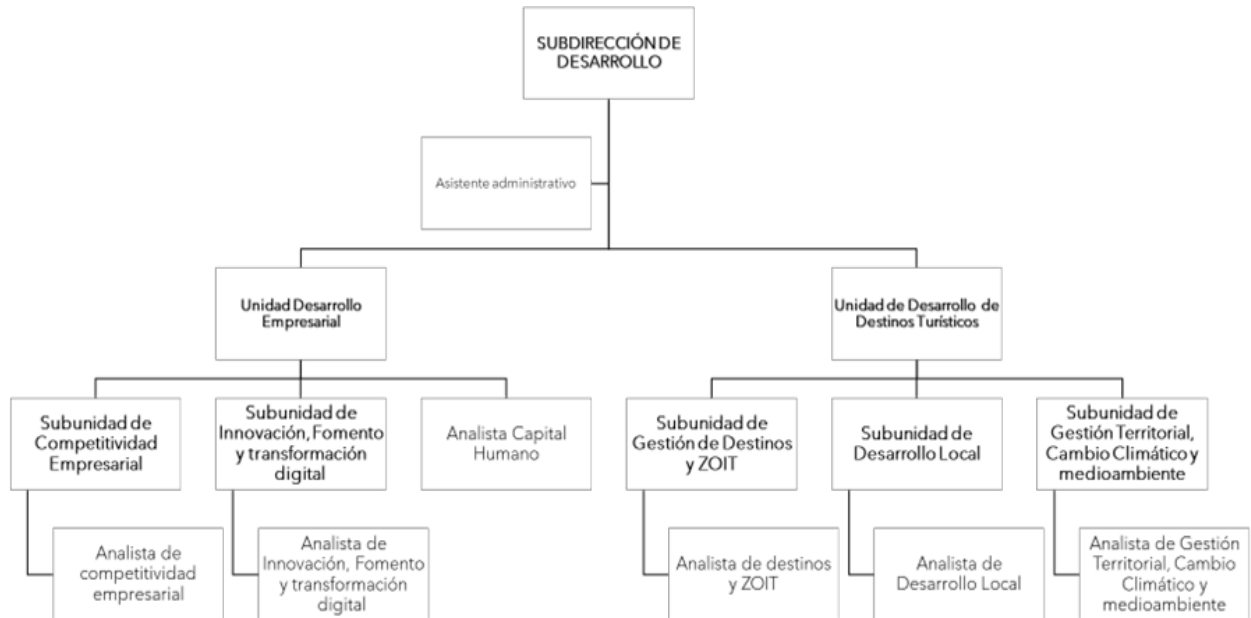 SUBDIRECCIÓN DE
DESARROLLO
Asistente administrativo
Unidad Desarrollo
Empresarial
Unidad de Desarrollo de
Destinos Turísticos
Subunidad de
Competitividad
Empresarial
Subunidad de
Innovación, Fomento
y transformación
digital
Analista Capital
Humano
Subunidad de
Gestión de Destinos
y ZOIT
Subunidad de
Desarrollo Local
Subunidad de
Gestión Territorial,
Cambio Climático y
medioambiente
Analista de
competitividad
empresarial
Analista de
Innovación, Fomento
y transformación
digital
Analista de destinos
y ZOIT
Analista de
Desarrollo Local
Analista de Gestión
Territorial, Cambio
Climático y
medioambiente